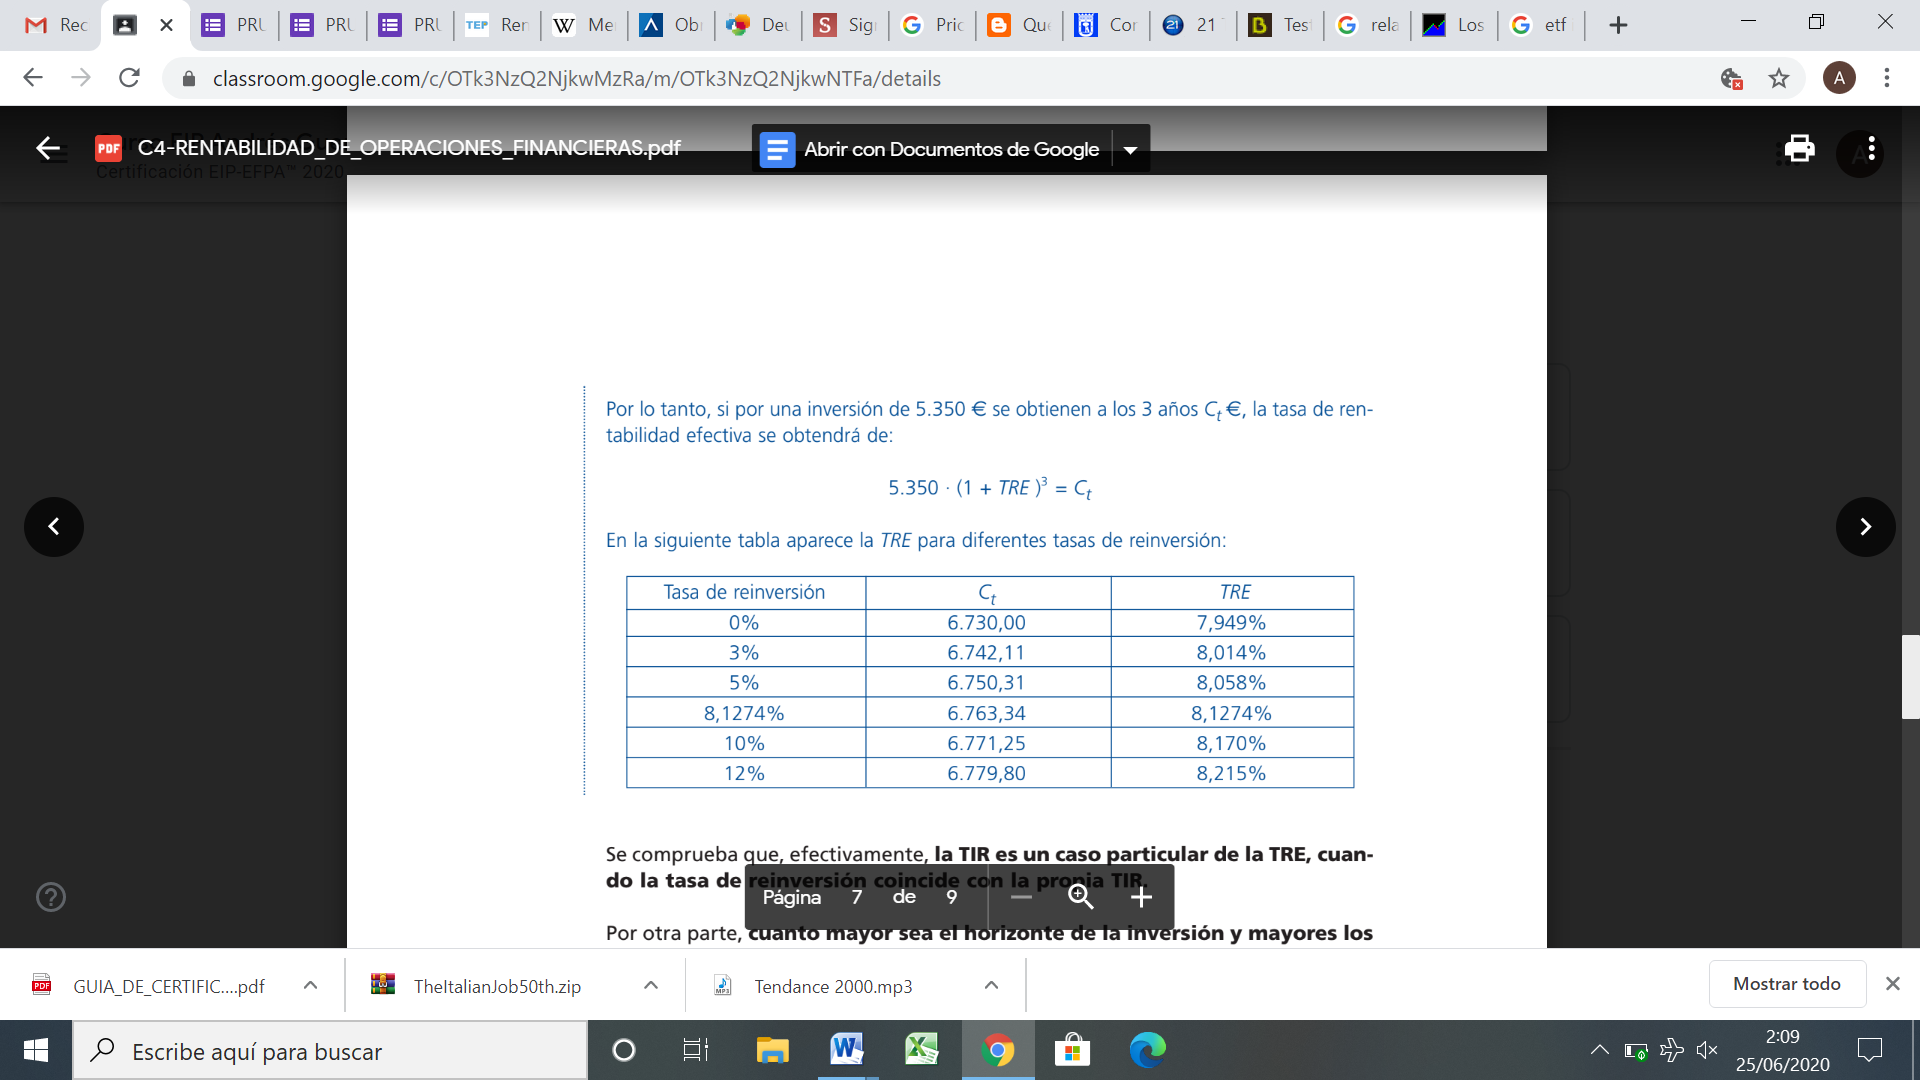 Rec
PRU
PRU
PRU
TEP
Ren
W
Me
Obr
Deu
Sig
Pric
Qu
Cor
21
21
Tes
rela
Los
etf
classroom.google.com/c/OTk3NzQ2NjkwMzRa/m/OTk3NzQ2NjkwNTFa/details
A
PDF
C4-RENTABILIDAD_DE_OPERACIONES_FINANCIERAS.pdf
Certificación EIP-EFPA™ 2020
Abrir con Documentos de Google
Por lo tanto, si por una inversión de 5.350 € se obtienen a los 3 años Ct €, la tasa de ren-
tabilidad efectiva se obtendrá de:
5.350 · (1 + TRE )³ = Ct
En la siguiente tabla aparece la TRE para diferentes tasas de reinversión:
Tasa de reinversión Ct TRE
0% 6.730,00 7,949%
3% 6.742,11 8,014%
5% 6.750,31 8,058%
8,1274% 6.763,34 8,1274%
10% 6.771,25 8,170%
12% 6.779,80 8,215%
Se comprueba que, efectivamente, la TIR es un caso particular de la TRE, cuan-
do la tasa de reinversión coincide con la propia TIR.
Página 7 de 9
Por otra parte, cuanto mayor sea el horizonte de la inversión y mayores los
GUIA_DE_CERTIFIC....pdf
TheItalianJob50th.zip
Tendance 2000.mp3
Mostrar todo
Escribe aquí para buscar
2:09
25/06/2020